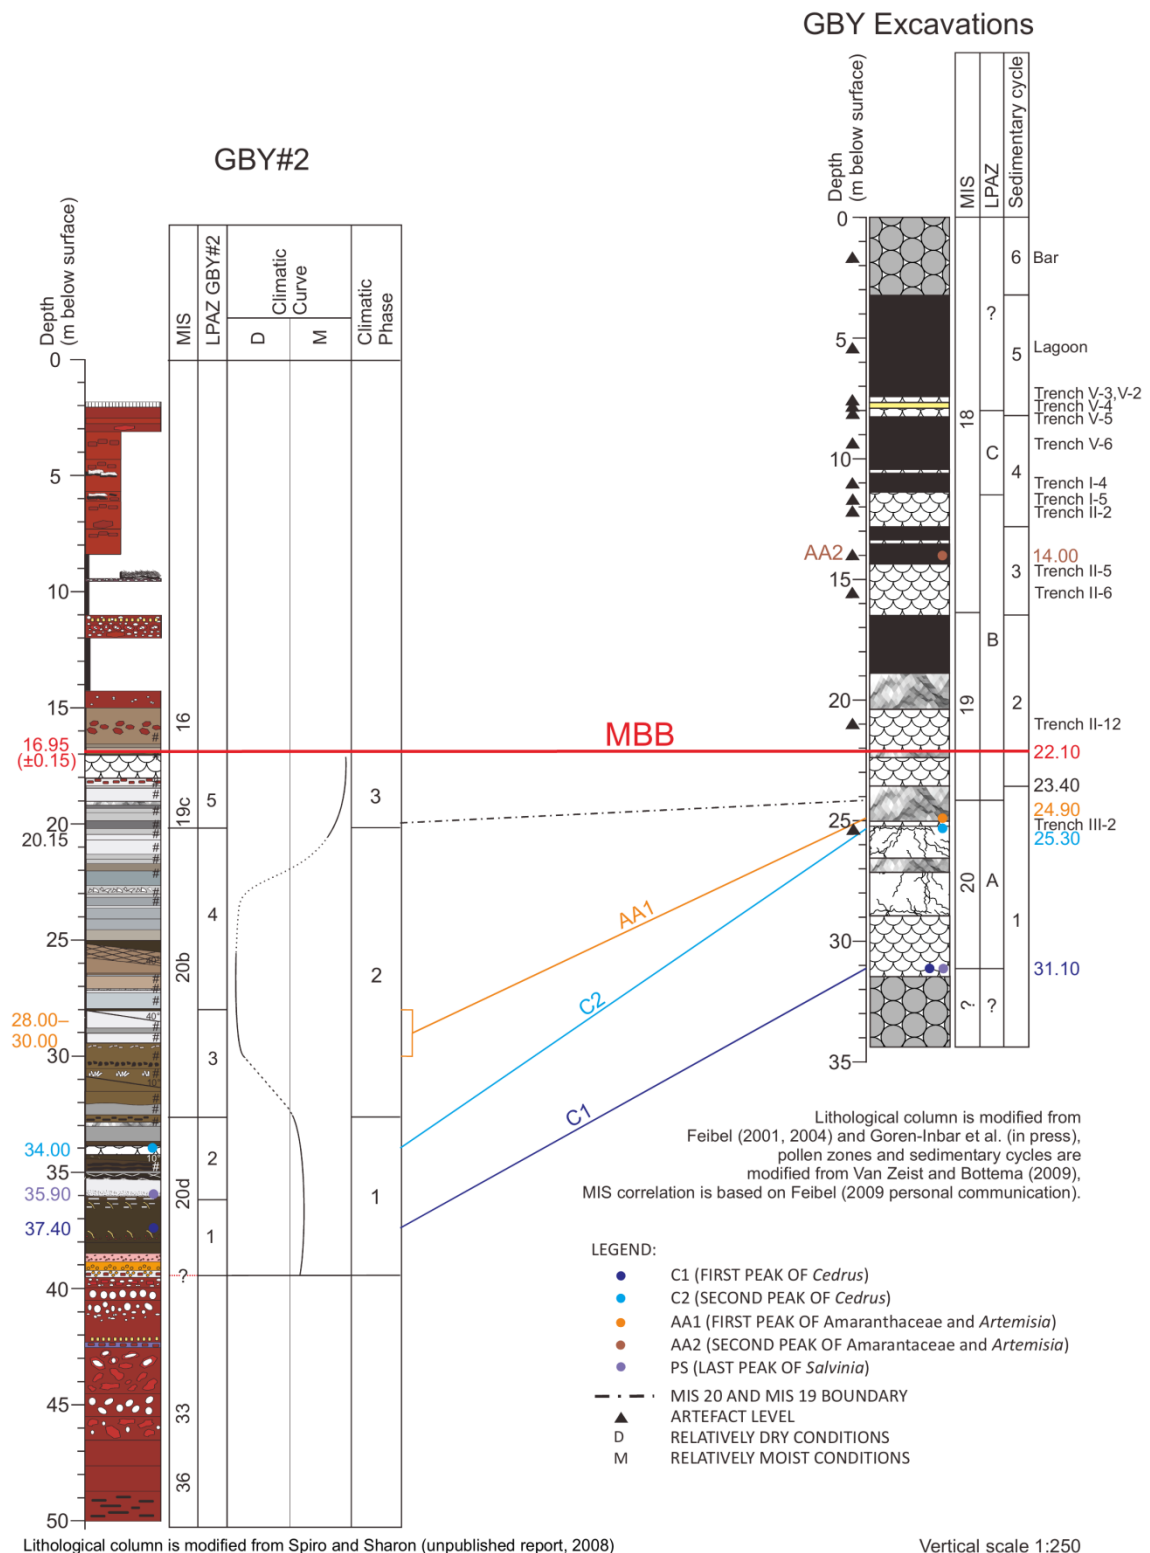 GBY Excavations
GBY#2
Depth
(m below surface)
MIS
LPAZ GBY#2
Climatic
Curve
D
M
Climatic
Phase
0
5
10
15
16.95
(±0.15)
20
20.15
25
28.00–
30.00
30
34.00
35
35.90
37.40
40
45
50
16
19c
20b
20d
?
33
36
5
4
3
2
1
3
2
1
#
40°
10°
10°
MBB
AA1
C2
C1
Depth
(m below surface)
MIS
LPAZ
Sedimentary cycle
0
5
10
15
20
25
30
35
AA2
18
19
20
?
?
C
B
A
?
6
5
4
3
2
1
Bar
Lagoon
Trench V-3,V-2
Trench V-4
Trench V-5
Trench V-6
Trench I-4
Trench I-5
Trench II-2
14.00
Trench II-5
Trench II-6
Trench II-12
22.10
23.40
24.90
Trench III-2
25.30
31.10
Lithological column is modified from
Feibel (2001, 2004) and Goren-Inbar et al. (in press),
pollen zones and sedimentary cycles are
modified from Van Zeist and Bottema (2009),
MIS correlation is based on Feibel (2009 personal communication).
LEGEND:
C1 (FIRST PEAK OF Cedrus)
C2 (SECOND PEAK OF Cedrus)
AA1 (FIRST PEAK OF Amaranthaceae and Artemisia)
AA2 (SECOND PEAK OF Amarantaceae and Artemisia)
PS (LAST PEAK OF Salvinia)
MIS 20 AND MIS 19 BOUNDARY
ARTEFACT LEVEL
D RELATIVELY DRY CONDITIONS
M RELATIVELY MOIST CONDITIONS
Lithological column is modified from Spiro and Sharon (unpublished report, 2008)
Vertical scale 1:250